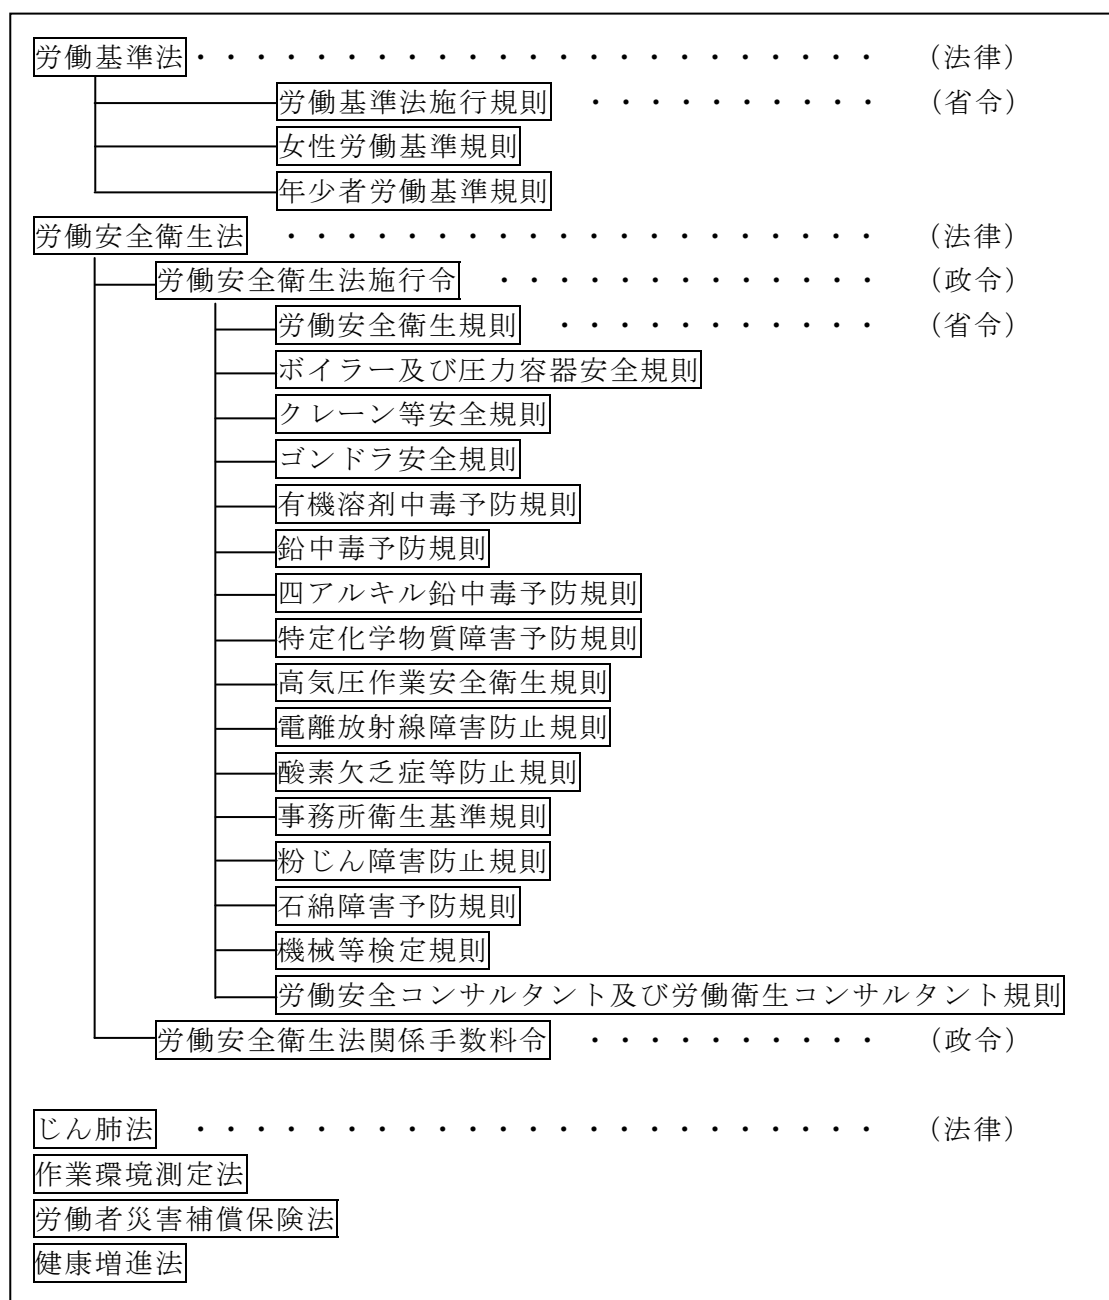 労働基準法・・・・・・・・・・・・・・・・・・・・・・・（法律）
労働基準法施行規則 ・・・・・・・・・・（省令）
女性労働基準規則
年少者労働基準規則
労働安全衛生法 ・・・・・・・・・・・・・・・・・・・・（法律）
労働安全衛生法施行令 ・・・・・・・・・・・・・（政令）
労働安全衛生規則 ・・・・・・・・・・・（省令）
ボイラー及び圧力容器安全規則
クレーン等安全規則
ゴンドラ安全規則
有機溶剤中毒予防規則
鉛中毒予防規則
四アルキル鉛中毒予防規則
特定化学物質障害予防規則
高気圧作業安全衛生規則
電離放射線障害防止規則
酸素欠乏症等防止規則
事務所衛生基準規則
粉じん障害防止規則
石綿障害予防規則
機械等検定規則
労働安全コンサルタント及び労働衛生コンサルタント規則
労働安全衛生法関係手数料令 ・・・・・・・・・・・（政令）
じん肺法 ・・・・・・・・・・・・・・・・・・・・・・・（法律）
作業環境測定法
労働者災害補償保険法
健康増進法